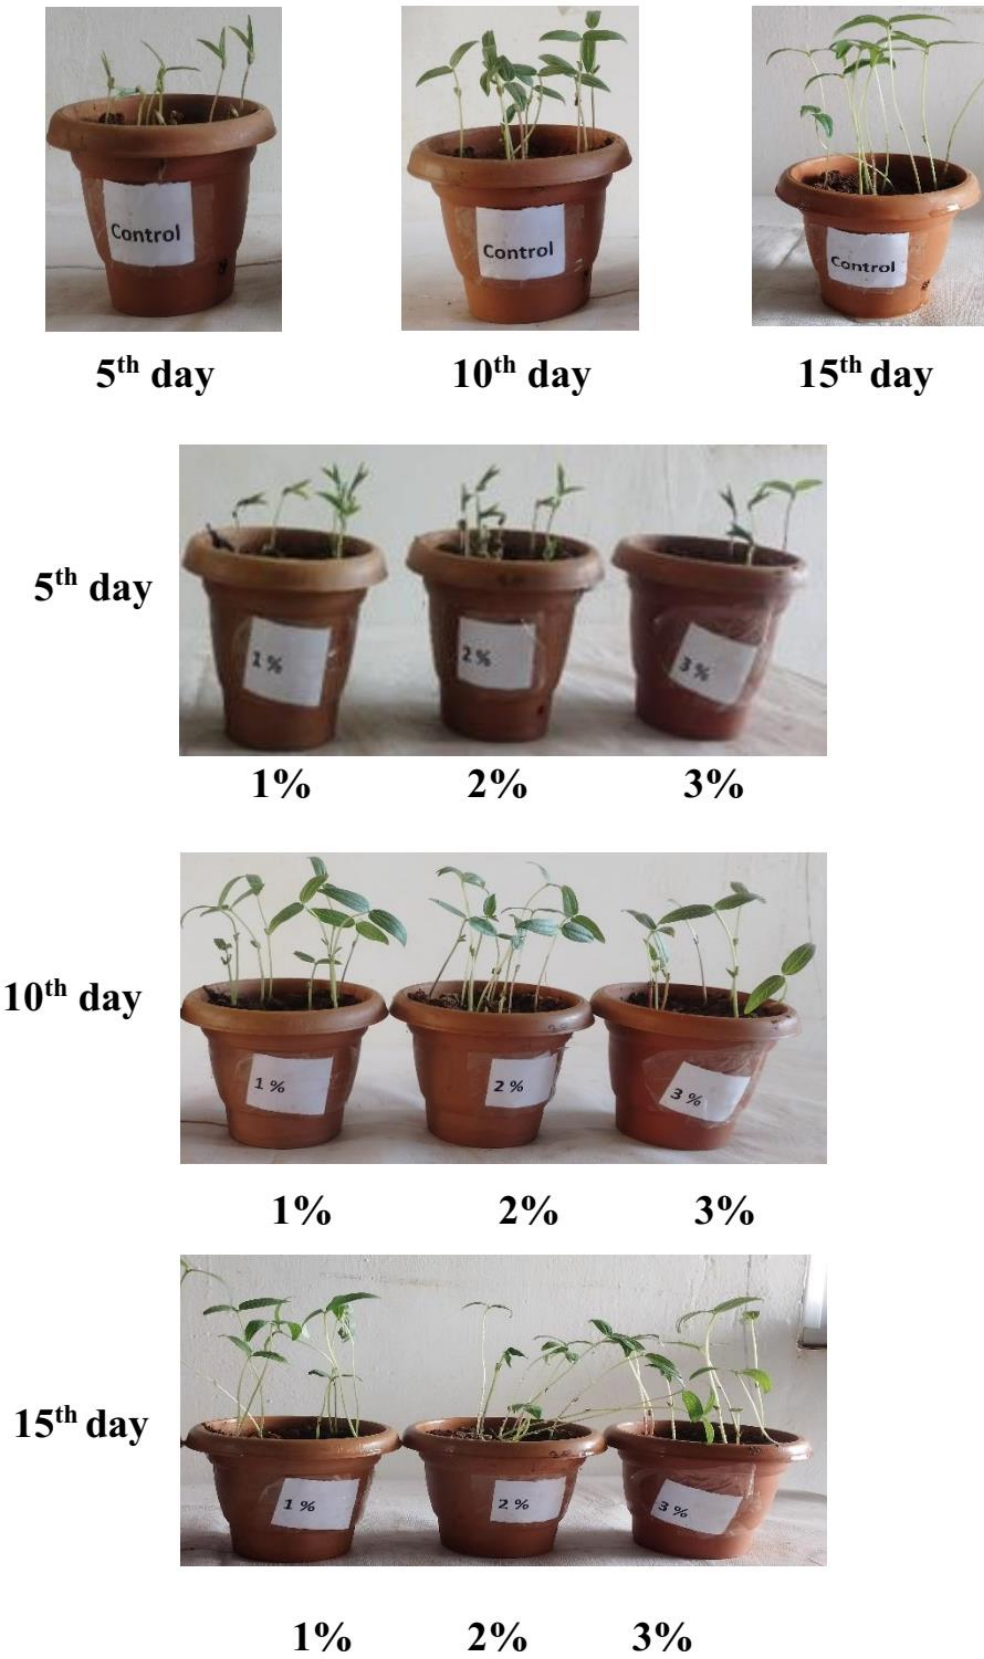 Control Control Control
5th day 10th day 15th day
5th day
1 % 2 % 3 %
1% 2% 3%
10th day
1 % 2 % 3 %
1% 2% 3%
15th day
1 % 2 % 3 %
1% 2% 3%